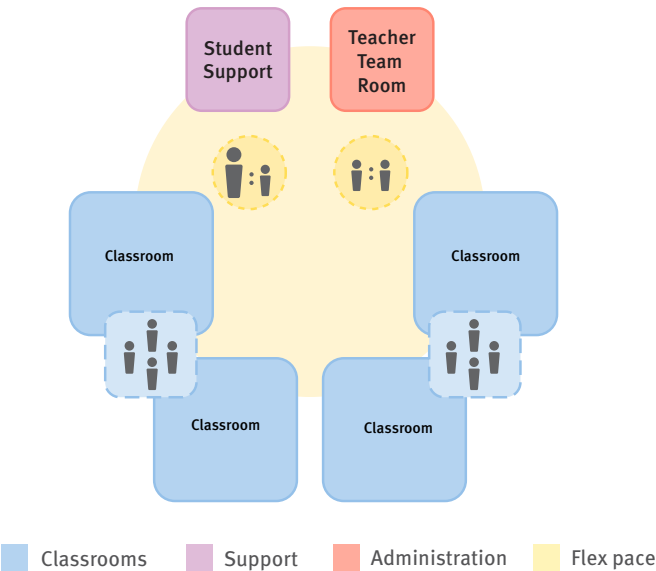 Student
Support
Teacher
Team
Room
Classroom
Classroom
Classroom
Classroom
Classrooms
Support
Administration
Flex pace